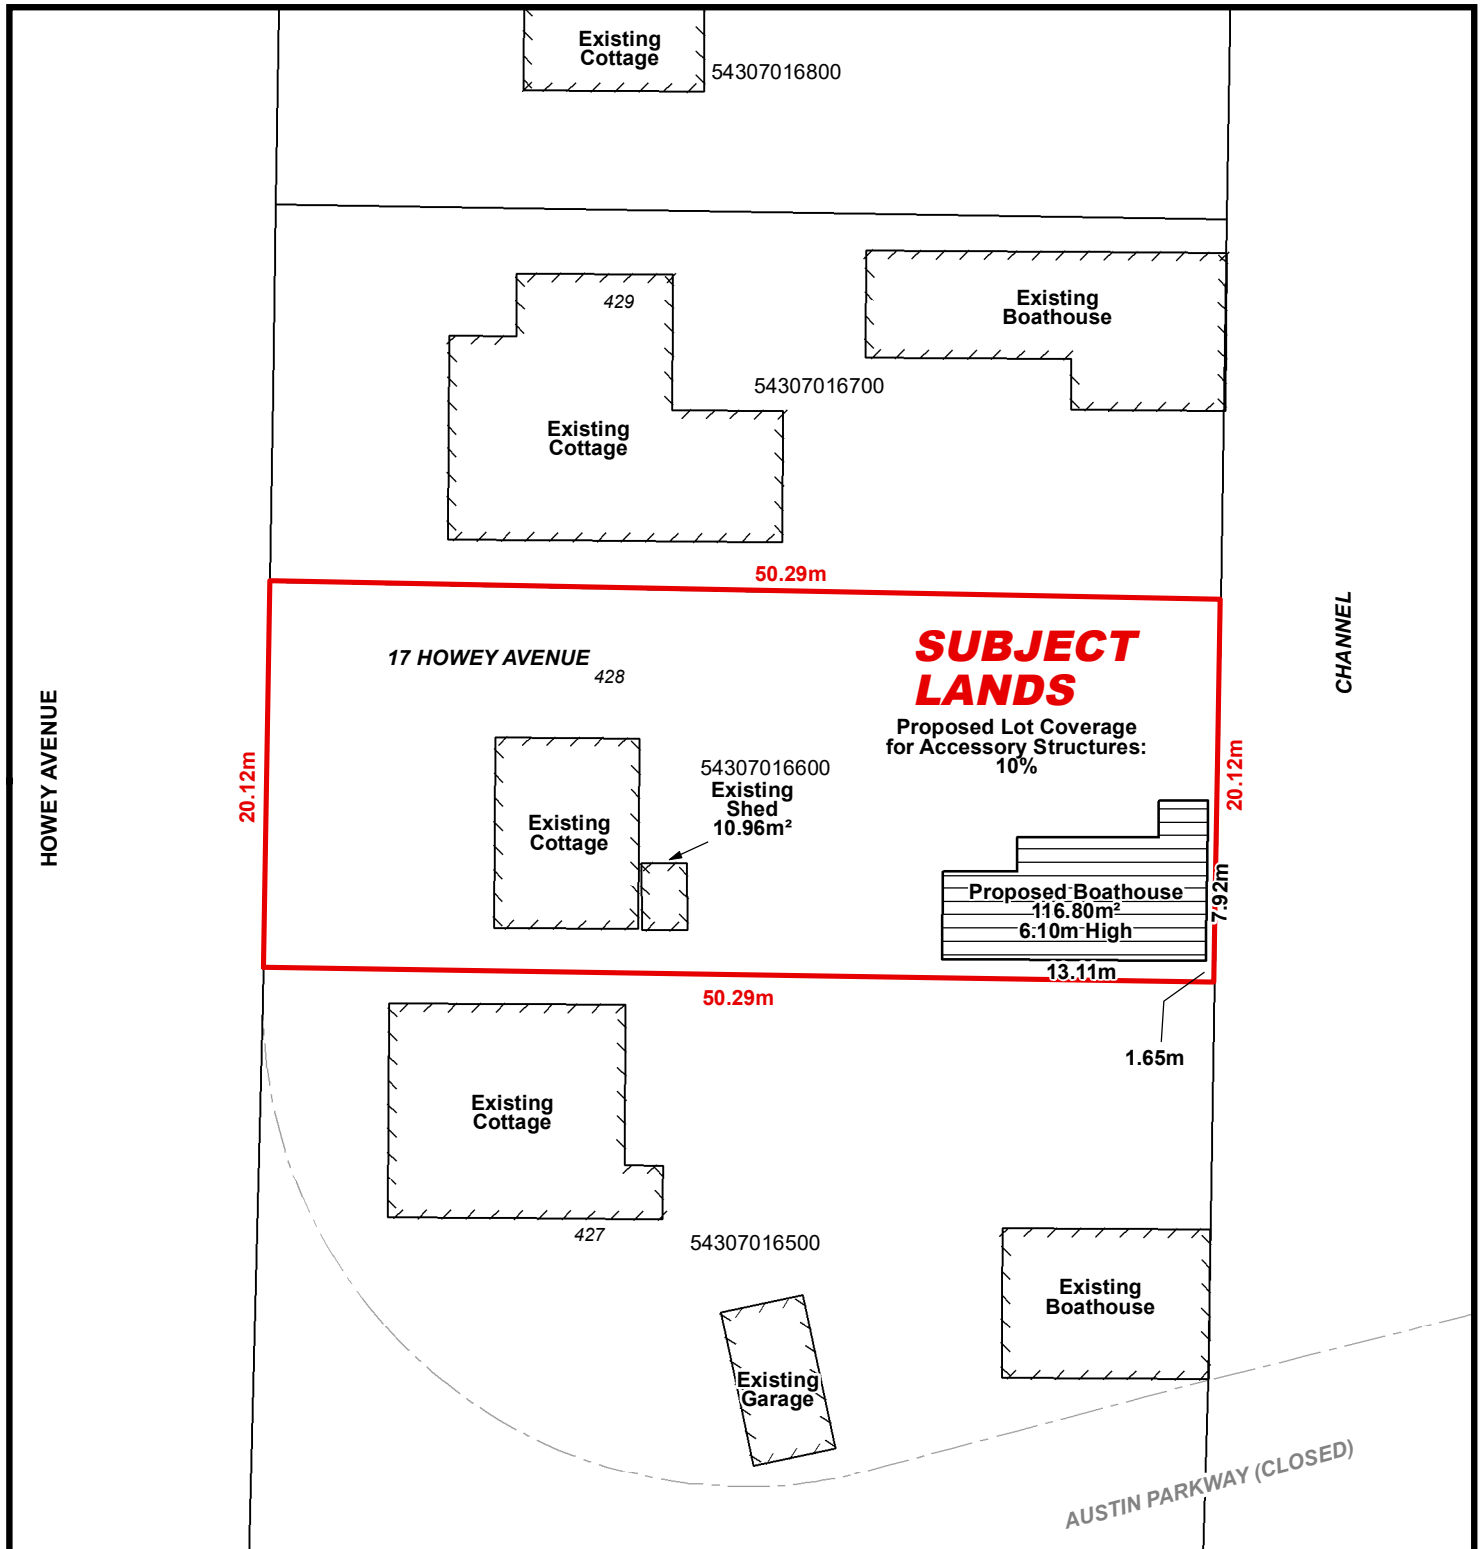 Existing
Cottage
54307016800
429
Existing
Boathouse
54307016700
Existing
Cottage
50.29m
SUBJECT
LANDS
17 HOWEY AVENUE
428
CHANNEL
HOWEY AVENUE
Proposed Lot Coverage
for Accessory Structures:
10%
20.12m
20.12m
54307016600
Existing
Shed
10.96m²
Existing
Cottage
Proposed Boathouse
116.80m²
6.10m High
7.92m
13.11m
50.29m
1.65m
Existing
Cottage
427
54307016500
Existing
Boathouse
Existing
Garage
AUSTIN PARKWAY (CLOSED)